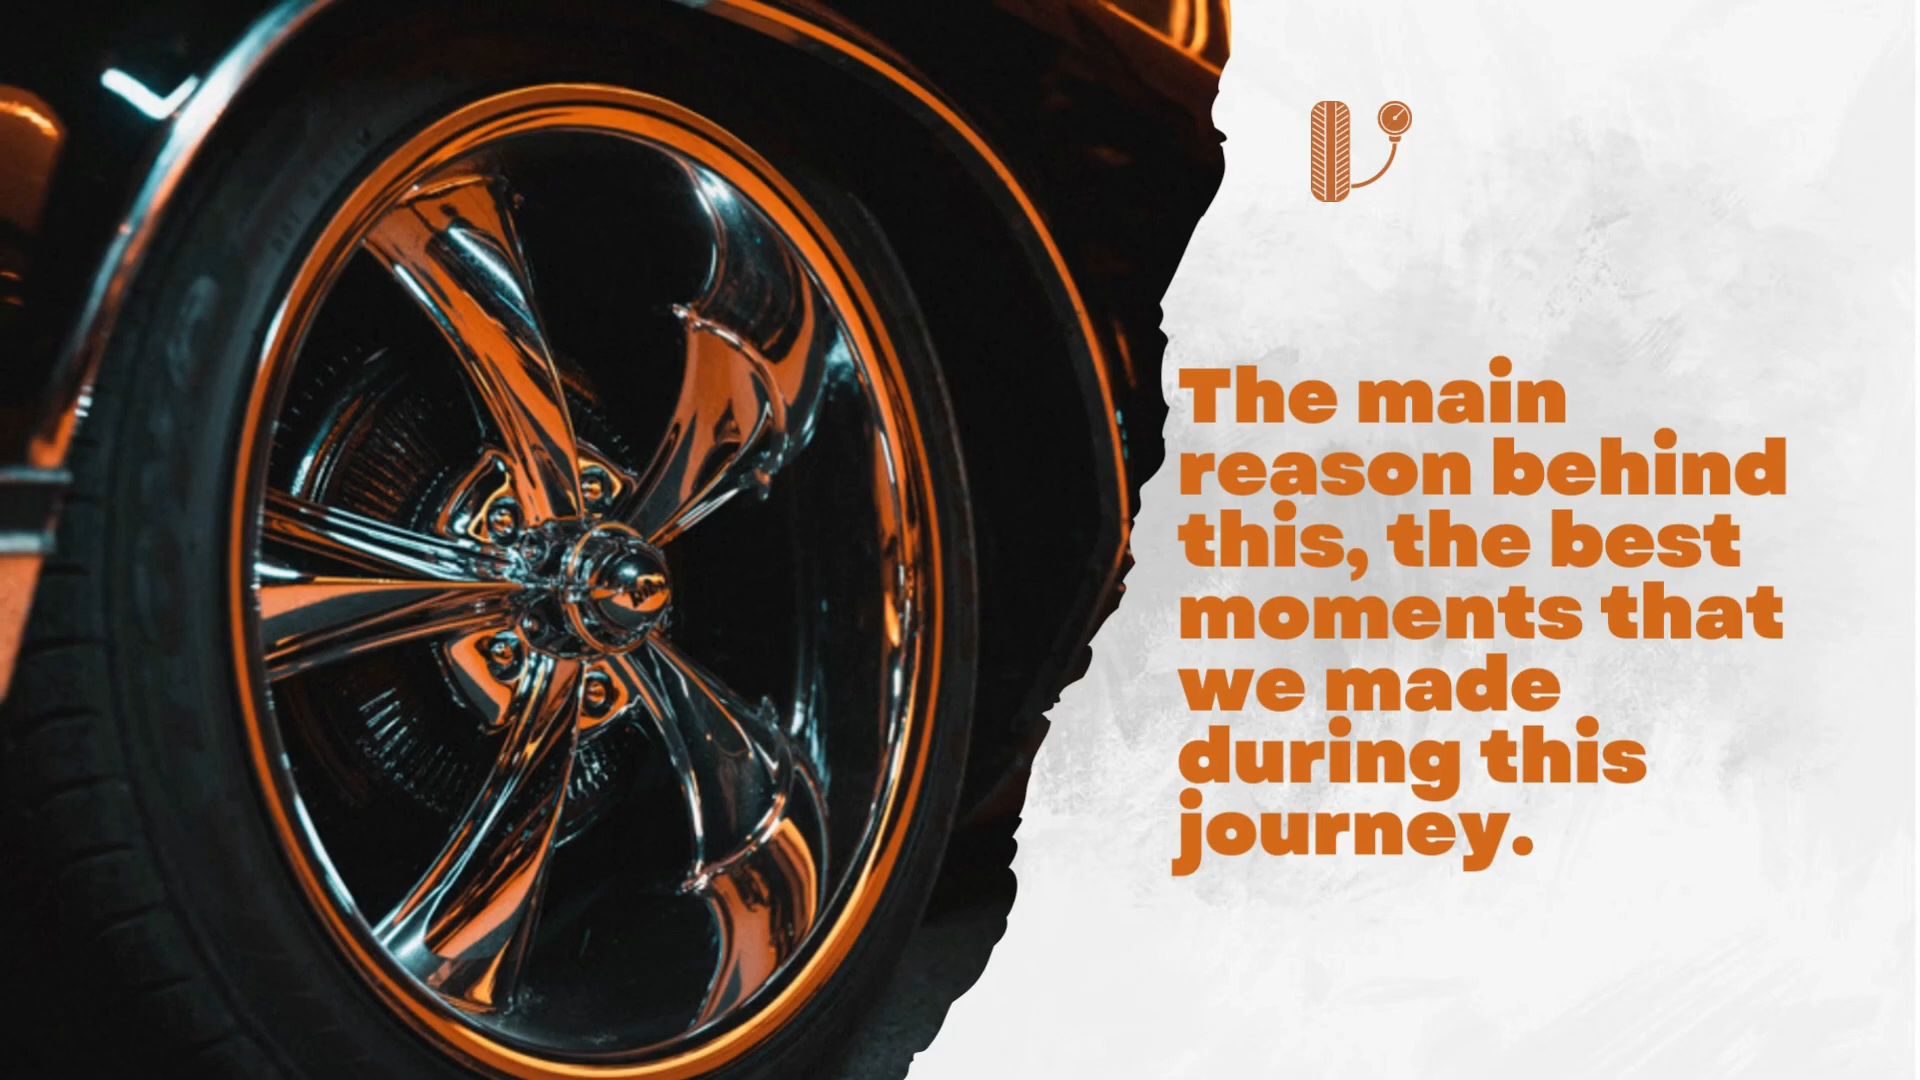 The main
reason behind
this, the best
moments that
we made
during this
journey.